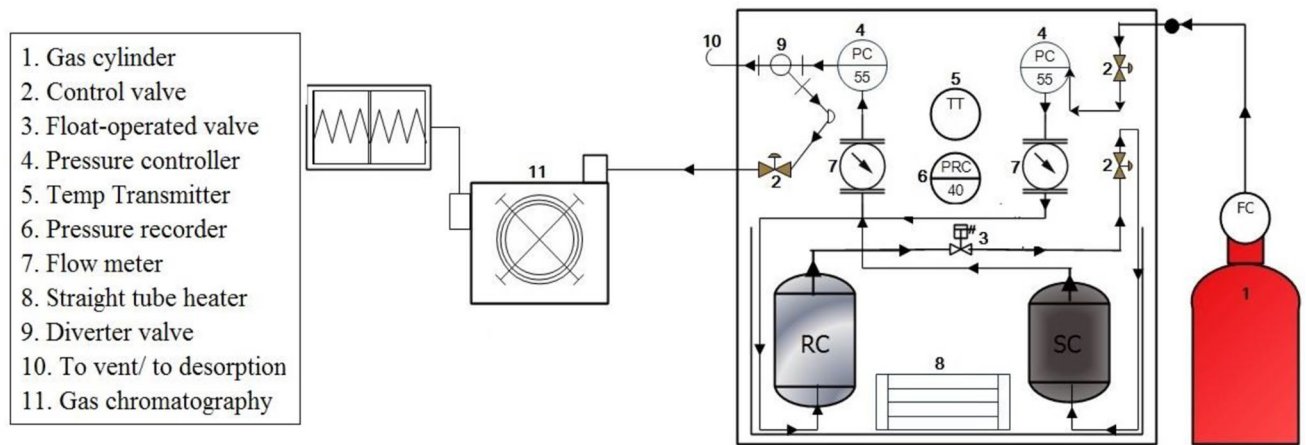 1. Gas cylinder
2. Control valve
3. Float-operated valve
4. Pressure controller
5. Temp Transmitter
6. Pressure recorder
7. Flow meter
8. Straight tube heater
9. Diverter valve
10. To vent/ to desorption
11. Gas chromatography
10
9
4
PC
55
4
PC
55
2
5
TT
6
PRC
40
7
7
2
2
11
3
FC
1
RC
SC
8